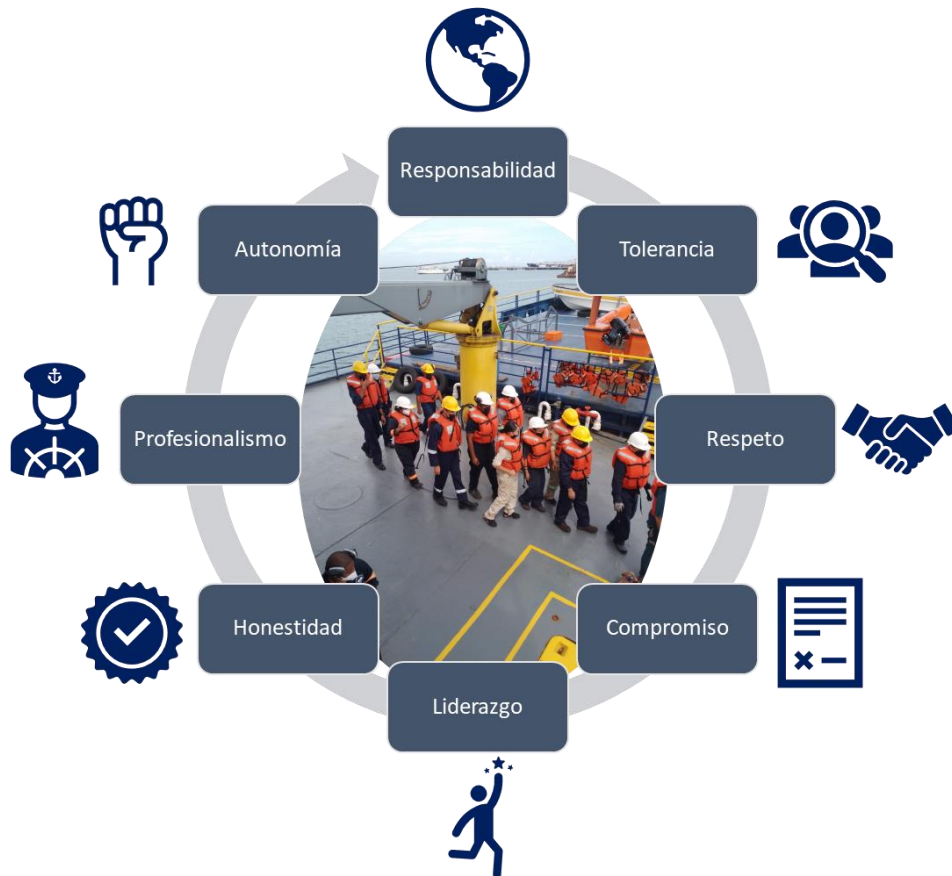 Responsabilidad
Tolerancia
Respeto
Compromiso
Liderazgo
Honestidad
Profesionalismo
Autonomía